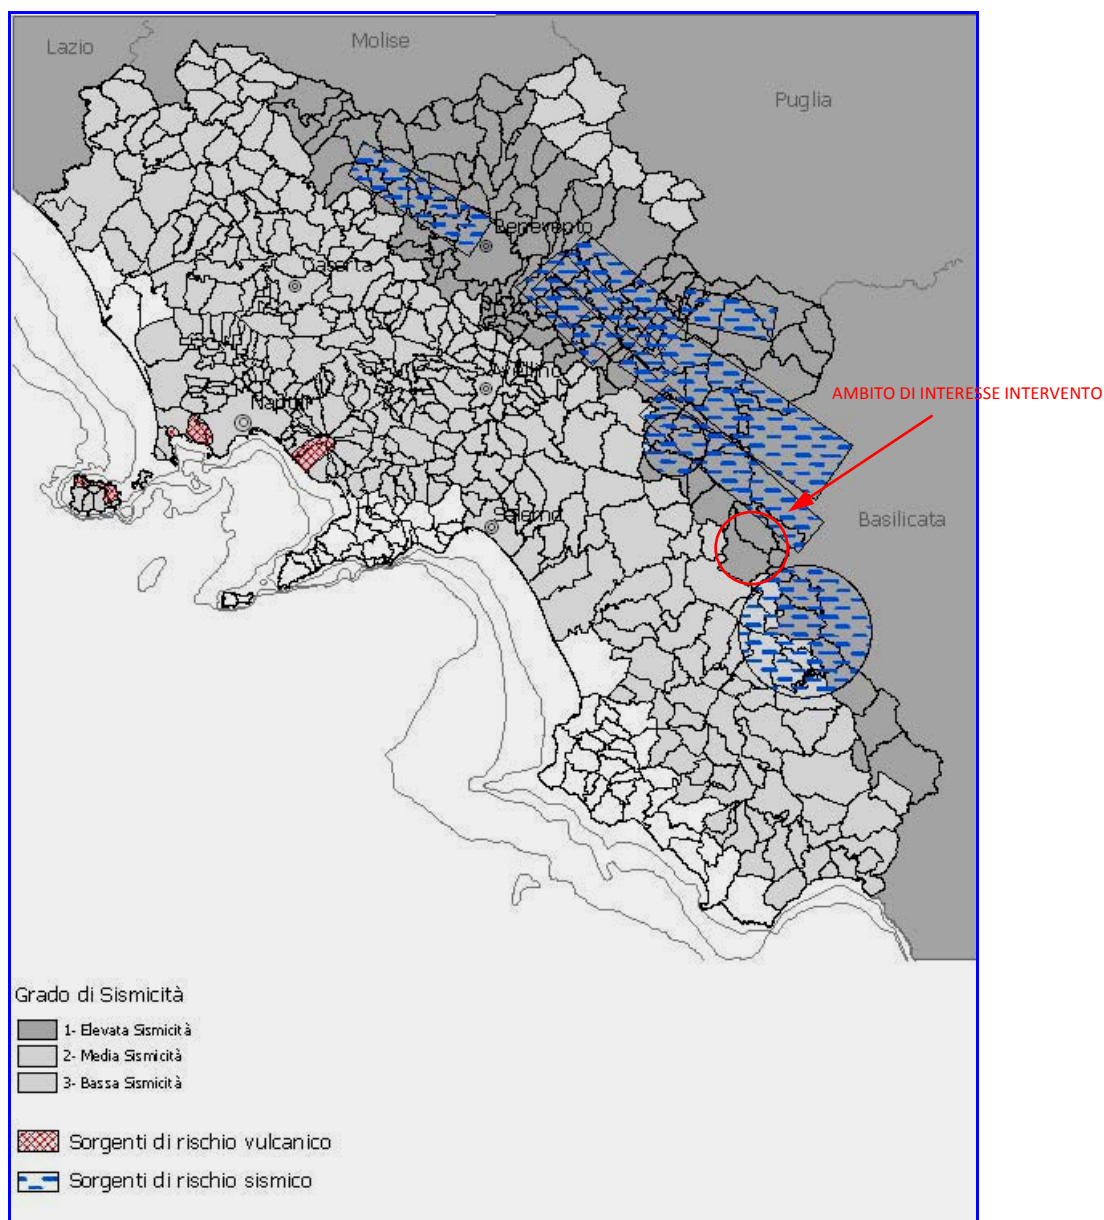 Lazio
Molise
Puglia
Benevento
Caserta
Avellino
AMBITO DI INTERESSE INTERVENTO
Napoli
Salerno
Basilicata
Grado di Sismicità
1- Elevata Sismicità
2- Media Sismicità
3- Bassa Sismicità
Sorgenti di rischio vulcanico
Sorgenti di rischio sismico